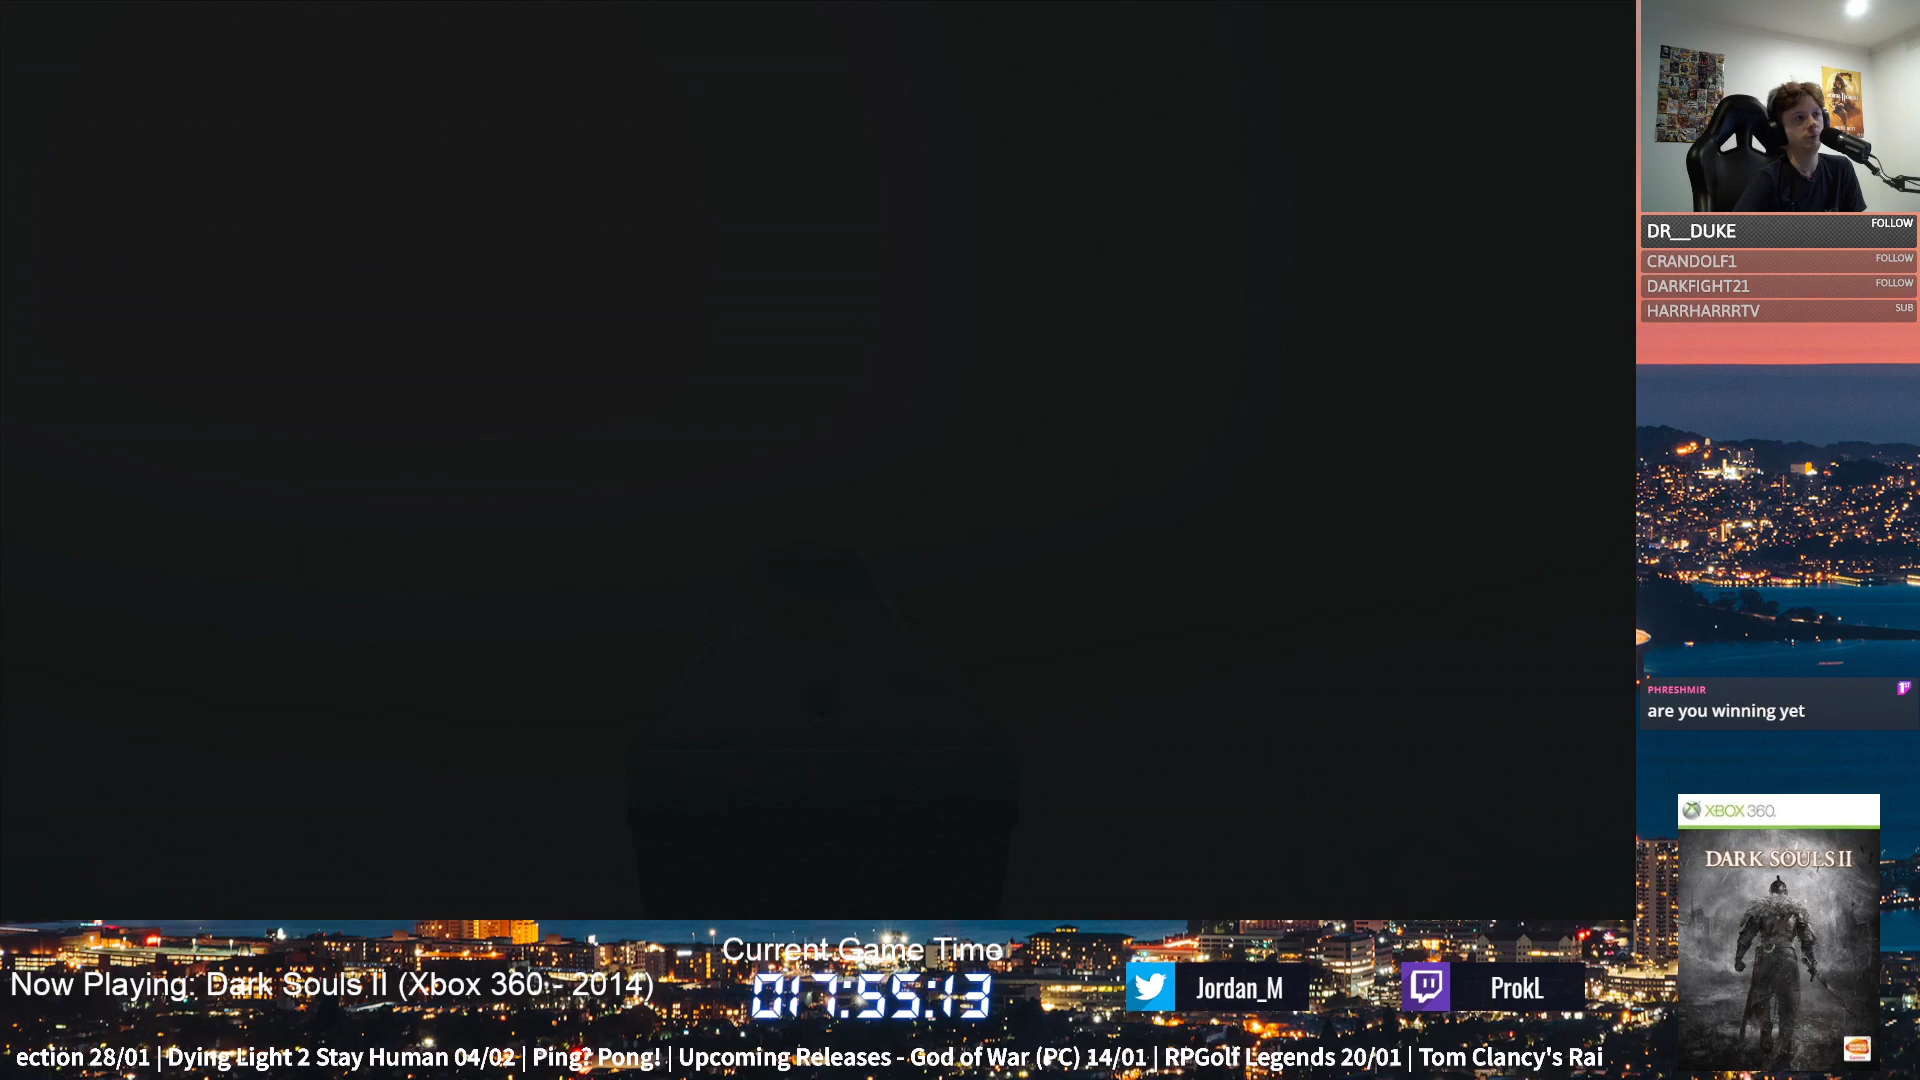 DR__DUKE FOLLOW
CRANDOLF1 FOLLOW
DARKFIGHT21 FOLLOW
HARRHARRRTV SUB
PHRESHMIR 1ST
are you winning yet
XBOX 360
DARK SOULS II
Current Game Time
017:55:13
Now Playing: Dark Souls II (Xbox 360 - 2014)
Jordan_M
ProkL
ection 28/01 | Dying Light 2 Stay Human 04/02 | Ping? Pong! | Upcoming Releases - God of War (PC) 14/01 | RPGolf Legends 20/01 | Tom Clancy's Rai